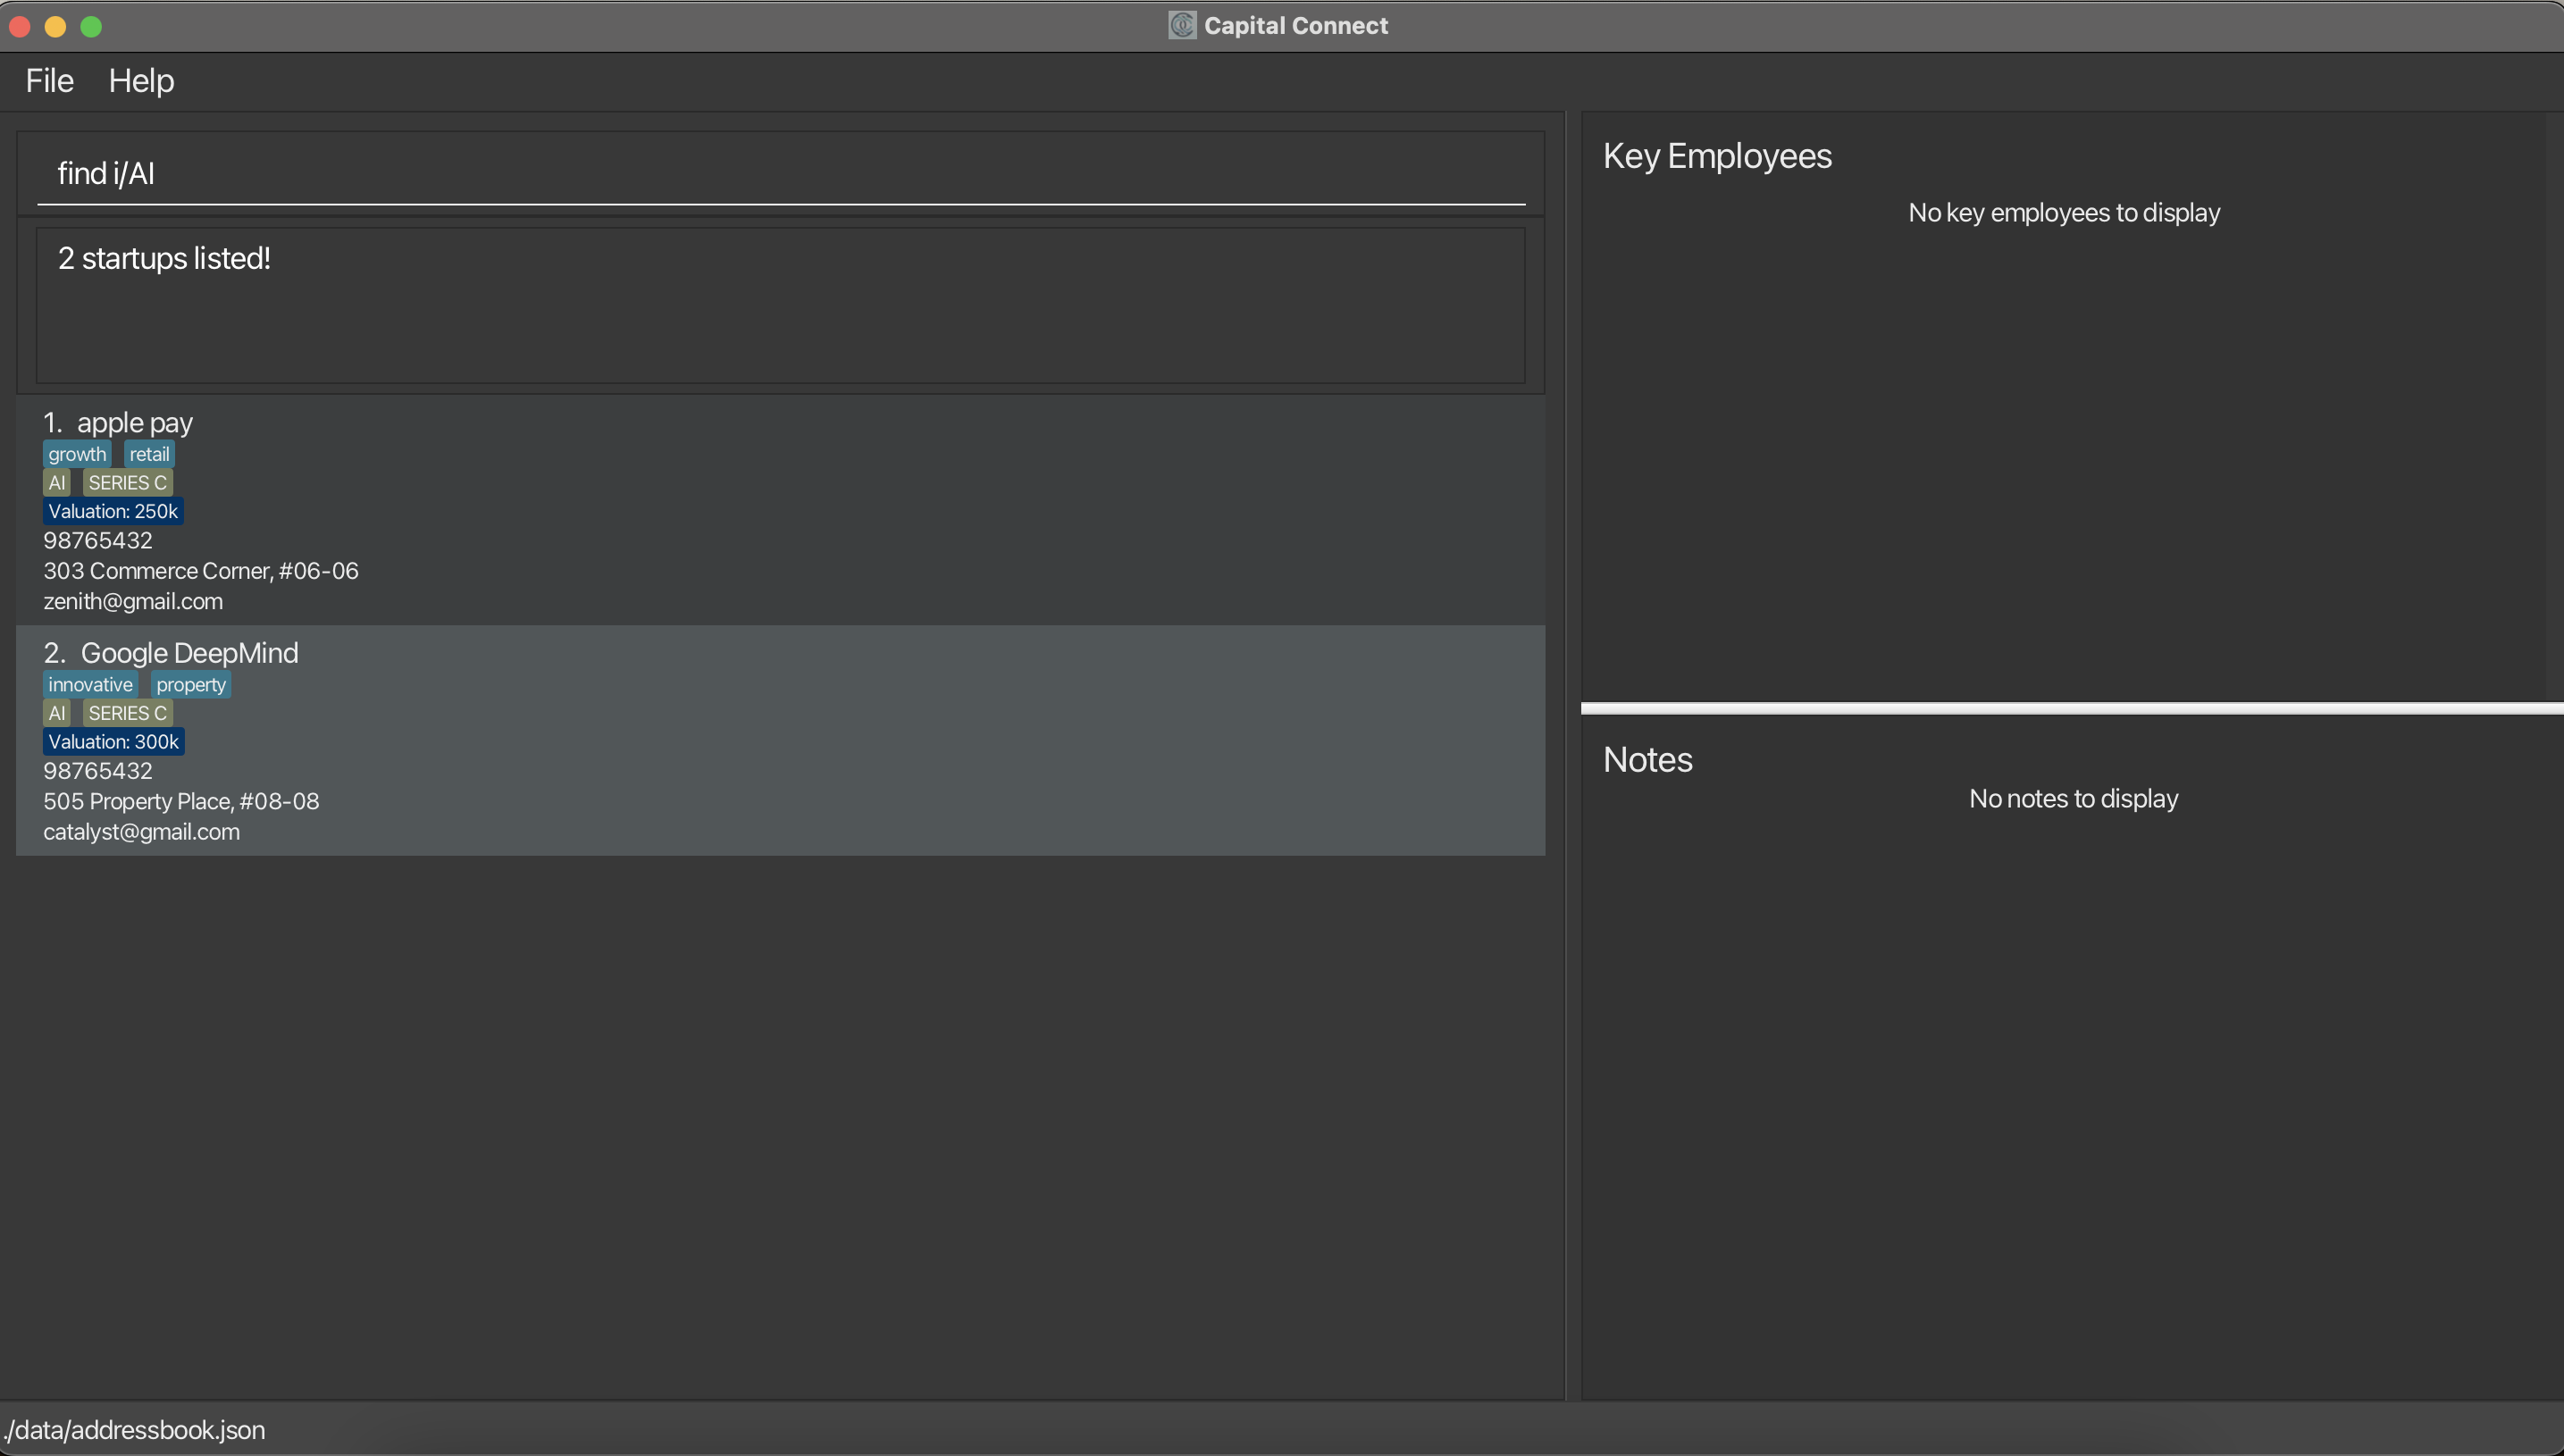 Capital Connect
File Help
find i/AI
2 startups listed!
1. apple pay
growth retail
AI SERIES C
Valuation: 250k
98765432
303 Commerce Corner, #06-06
zenith@gmail.com
2. Google DeepMind
innovative property
AI SERIES C
Valuation: 300k
98765432
505 Property Place, #08-08
catalyst@gmail.com
Key Employees
No key employees to display
Notes
No notes to display
./data/addressbook.json